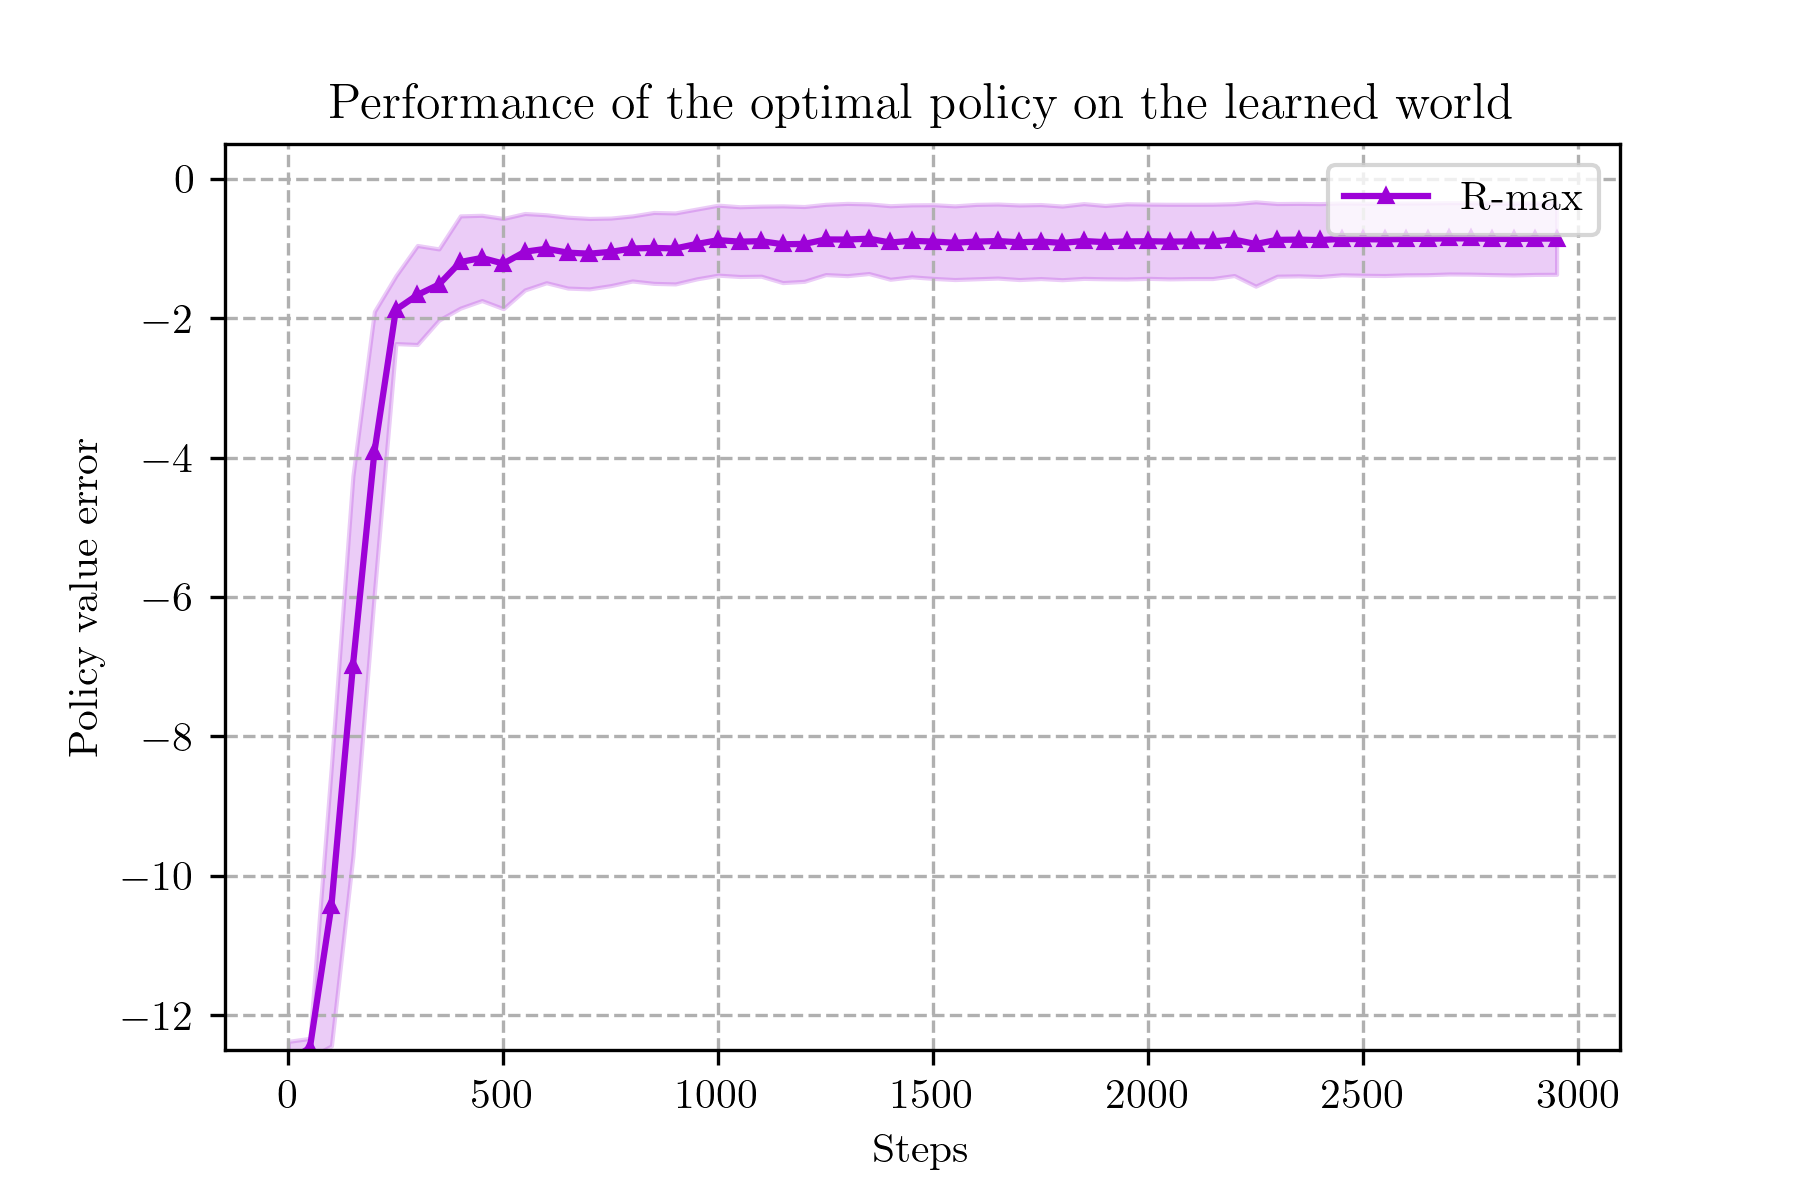 Performance of the optimal policy on the learned world
R-max
Policy value error
0
−2
−4
−6
−8
−10
−12
0 500 1000 1500 2000 2500 3000
Steps